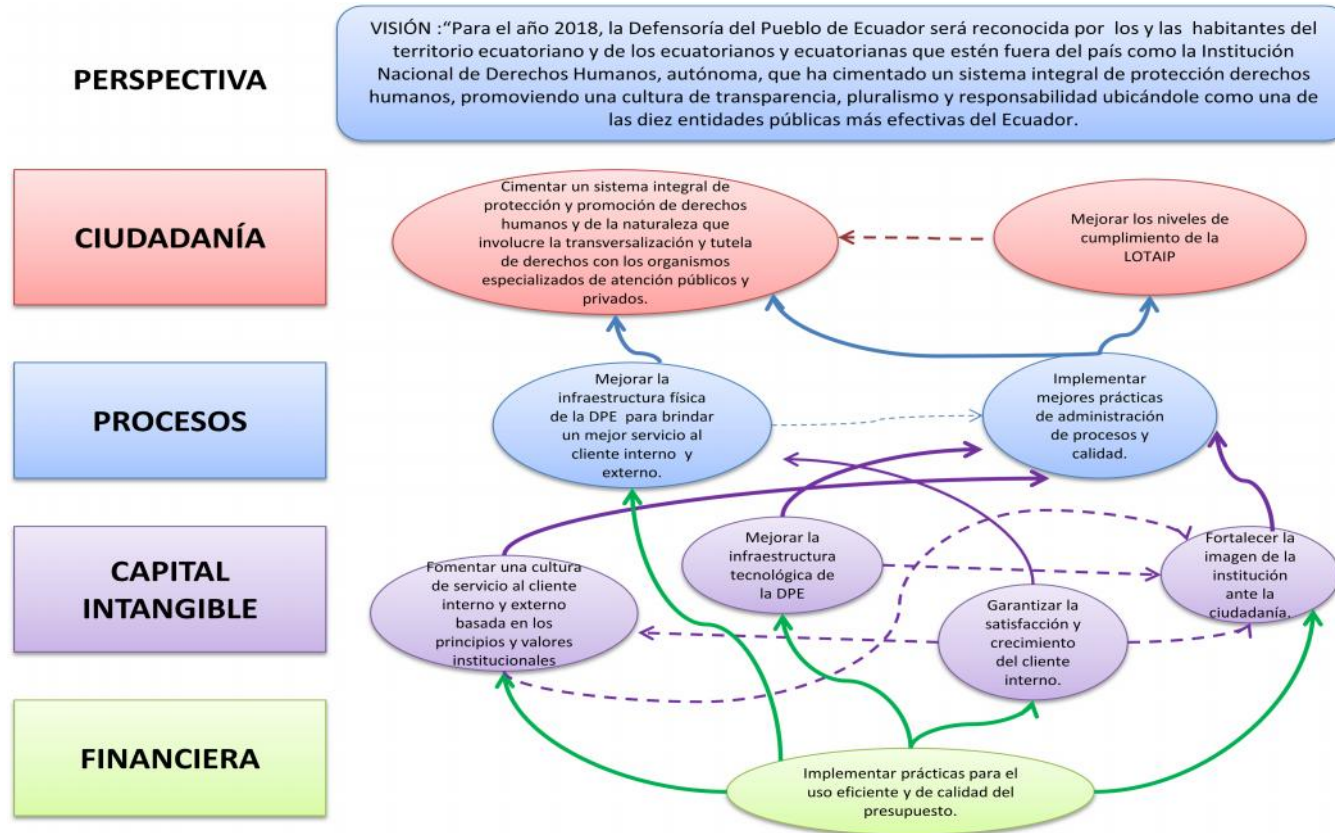 VISIÓN :“Para el año 2018, la Defensoría del Pueblo de Ecuador será reconocida por los y las habitantes del
territorio ecuatoriano y de los ecuatorianos y ecuatorianas que estén fuera del país como la Institución
Nacional de Derechos Humanos, autónoma, que ha cimentado un sistema integral de protección derechos
humanos, promoviendo una cultura de transparencia, pluralismo y responsabilidad ubicándole como una de
las diez entidades públicas más efectivas del Ecuador.
PERSPECTIVA
CIUDADANÍA
Cimentar un sistema integral de
protección y promoción de derechos
humanos y de la naturaleza que
involucre la transversalización y tutela
de derechos con los organismos
especializados de atención públicos y
privados.
Mejorar los niveles de
cumplimiento de la
LOTAIP
PROCESOS
Mejorar la
infraestructura física
de la DPE para brindar
un mejor servicio al
cliente interno y
externo.
Implementar
mejores prácticas
de administración
de procesos y
calidad.
CAPITAL
INTANGIBLE
Fomentar una cultura
de servicio al cliente
interno y externo
basada en los
principios y valores
institucionales
Mejorar la
infraestructura
tecnológica de
la DPE
Garantizar la
satisfacción y
crecimiento
del cliente
interno.
Fortalecer la
imagen de la
institución
ante la
ciudadanía.
FINANCIERA
Implementar prácticas para el
uso eficiente y de calidad del
presupuesto.